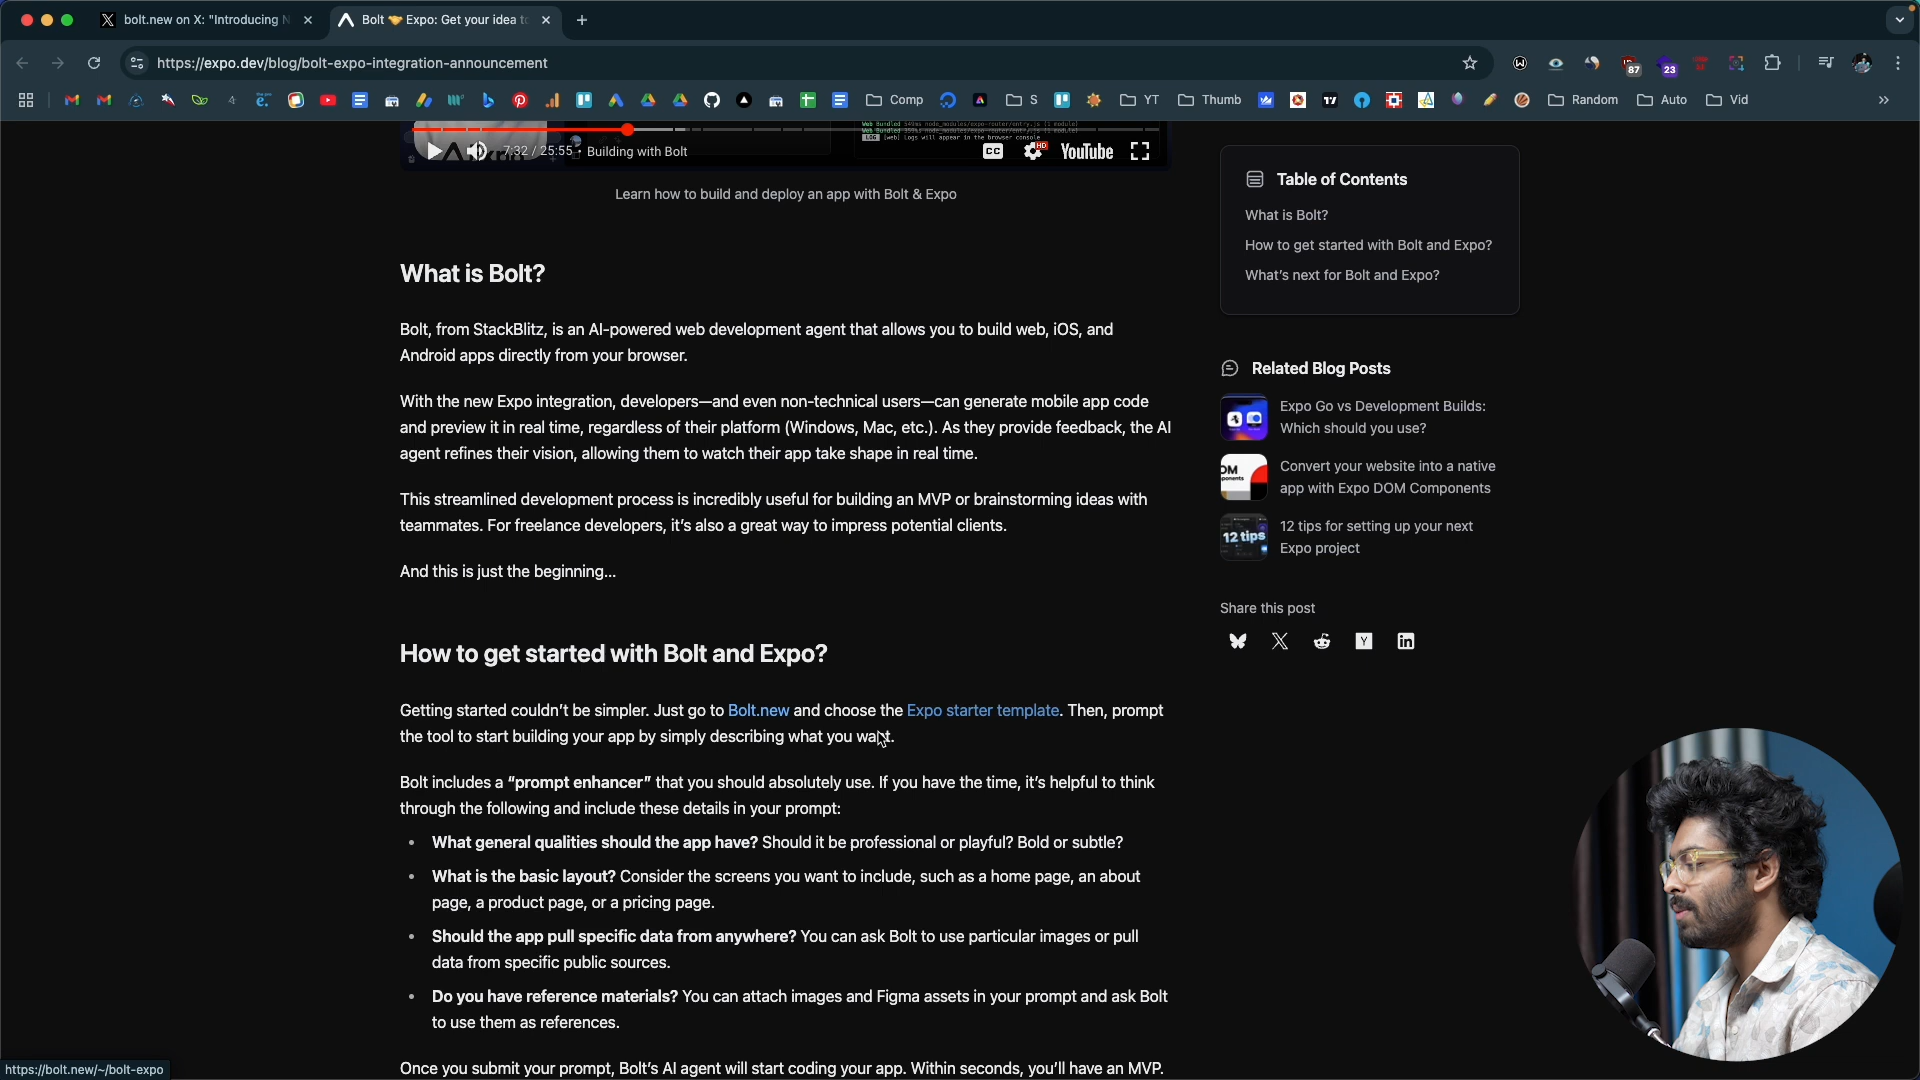 bolt.new on X: "Introducing N
Bolt 🤝 Expo: Get your idea to
https://expo.dev/blog/bolt-expo-integration-announcement
87
23
Comp
S
YT
Thumb
Random
Auto
Vid
7:32 / 25:55 • Building with Bolt
CC
HD
YouTube
Learn how to build and deploy an app with Bolt & Expo
What is Bolt?
Bolt, from StackBlitz, is an AI-powered web development agent that allows you to build web, iOS, and
Android apps directly from your browser.
With the new Expo integration, developers—and even non-technical users—can generate mobile app code
and preview it in real time, regardless of their platform (Windows, Mac, etc.). As they provide feedback, the AI
agent refines their vision, allowing them to watch their app take shape in real time.
This streamlined development process is incredibly useful for building an MVP or brainstorming ideas with
teammates. For freelance developers, it's also a great way to impress potential clients.
And this is just the beginning...
How to get started with Bolt and Expo?
Getting started couldn't be simpler. Just go to Bolt.new and choose the Expo starter template. Then, prompt
the tool to start building your app by simply describing what you want.
Bolt includes a "prompt enhancer" that you should absolutely use. If you have the time, it's helpful to think
through the following and include these details in your prompt:
• What general qualities should the app have? Should it be professional or playful? Bold or subtle?
• What is the basic layout? Consider the screens you want to include, such as a home page, an about
page, a product page, or a pricing page.
• Should the app pull specific data from anywhere? You can ask Bolt to use particular images or pull
data from specific public sources.
• Do you have reference materials? You can attach images and Figma assets in your prompt and ask Bolt
to use them as references.
Once you submit your prompt, Bolt's AI agent will start coding your app. Within seconds, you'll have an MVP.
Table of Contents
What is Bolt?
How to get started with Bolt and Expo?
What's next for Bolt and Expo?
Related Blog Posts
Expo Go vs Development Builds:
Which should you use?
Convert your website into a native
app with Expo DOM Components
12 tips
12 tips for setting up your next
Expo project
Share this post
https://bolt.new/~/bolt-expo